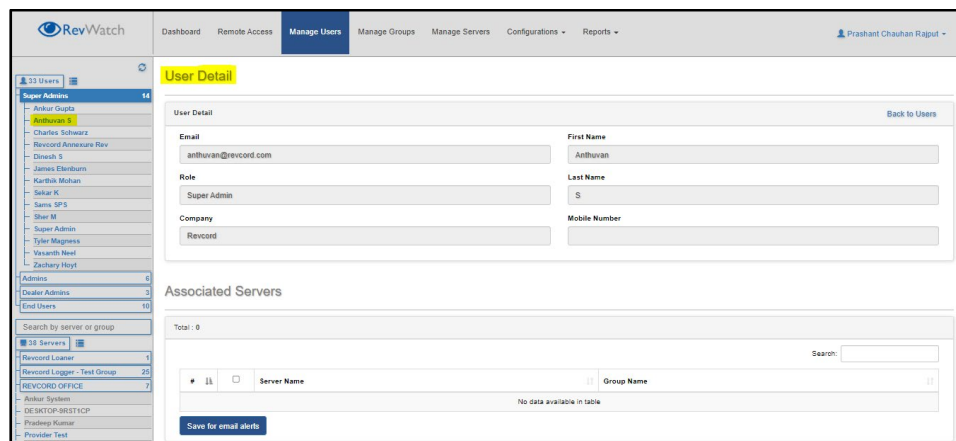 RevWatch
Dashboard Remote Access Manage Users Manage Groups Manage Servers Configurations Reports
Prashant Chauhan Rajput
33 Users
Super Admins 14
Ankur Gupta
Anthuvan S
Charles Schwarz
Revcord Annexure Rev
Dinesh S
James Etenburn
Karthik Mohan
Sekar K
Sams SPS
Sher M
Super Admin
Tyler Magness
Vasanth Neel
Zachary Hoyt
Admins 6
Dealer Admins 3
End Users 10
Search by server or group
38 Servers
Revcord Loaner 1
Revcord Logger - Test Group 25
REVCORD OFFICE 7
Ankur System
DESKTOP-9RST1CP
Pradeep Kumar
Provider Test
User Detail
User Detail Back to Users
Email First Name
anthuvan@revcord.com Anthuvan
Role Last Name
Super Admin S
Company Mobile Number
Revcord
Associated Servers
Total : 0
Search:
# Server Name Group Name
No data available in table
Save for email alerts